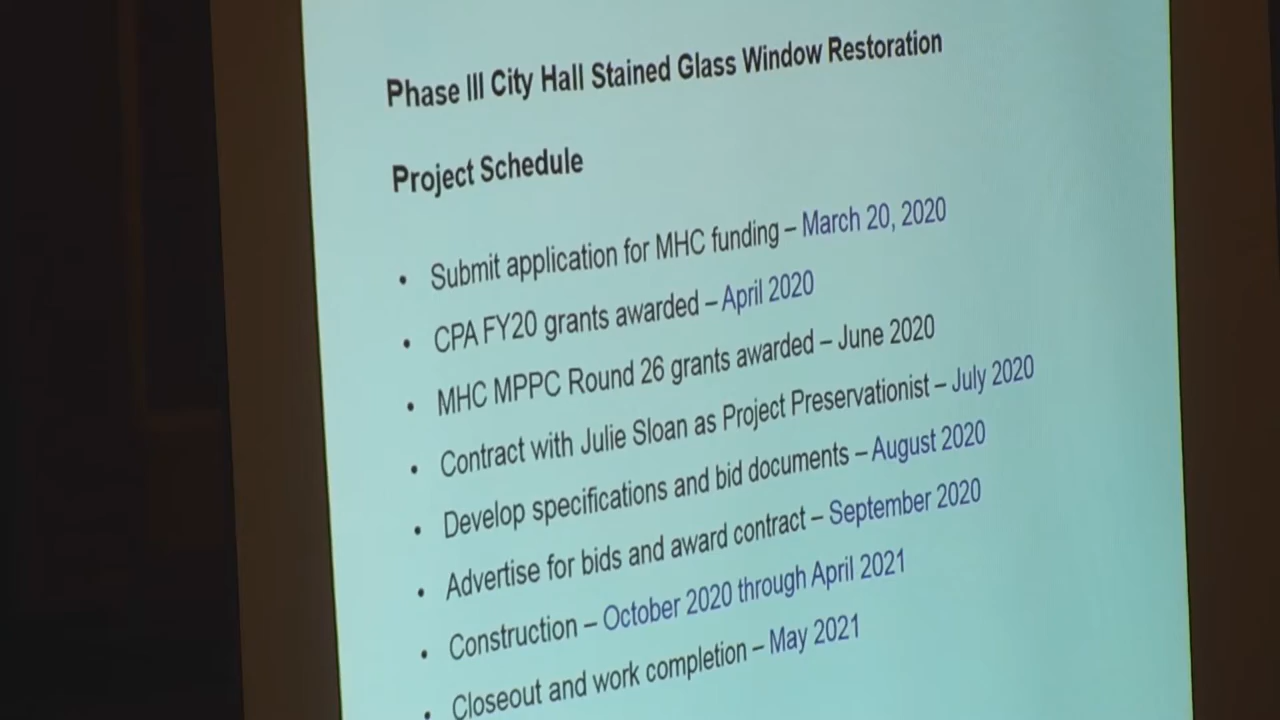 Phase III City Hall Stained Glass Window Restoration
Project Schedule
• Submit application for MHC funding – March 20, 2020
• CPA FY20 grants awarded – April 2020
• MHC MPPC Round 26 grants awarded – June 2020
• Contract with Julie Sloan as Project Preservationist – July 2020
• Develop specifications and bid documents – August 2020
• Advertise for bids and award contract – September 2020
• Construction – October 2020 through April 2021
• Closeout and work completion – May 2021